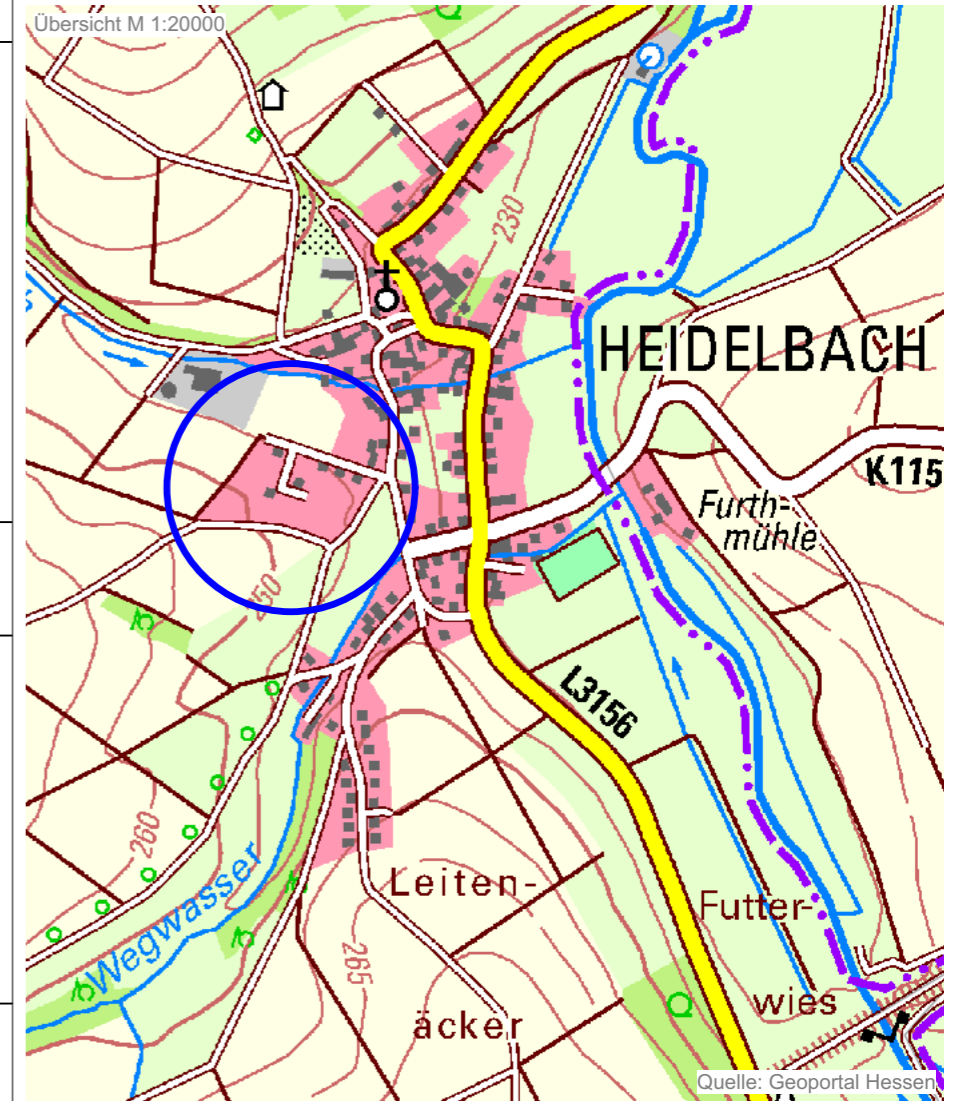 Übersicht M 1:20000
230
HEIDELBACH
K115
Furth-
mühle
250
L3156
260
Wegwasser
Leiten-
265
Futter-
wies
äcker
Quelle: Geoportal Hessen